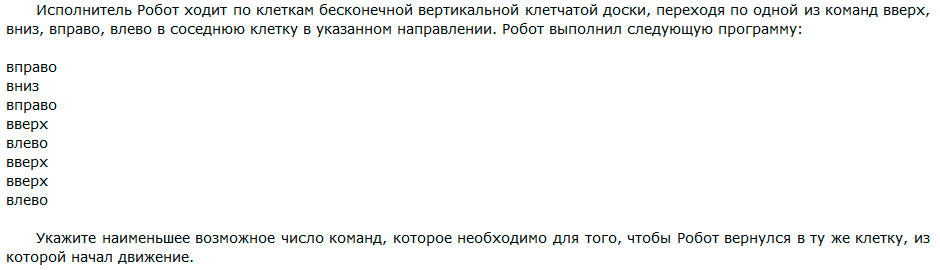 Исполнитель Робот ходит по клеткам бесконечной вертикальной клетчатой доски, переходя по одной из команд вверх,
вниз, вправо, влево в соседнюю клетку в указанном направлении. Робот выполнил следующую программу:
вправо
вниз
вправо
вверх
влево
вверх
вверх
влево
Укажите наименьшее возможное число команд, которое необходимо для того, чтобы Робот вернулся в ту же клетку, из
которой начал движение.